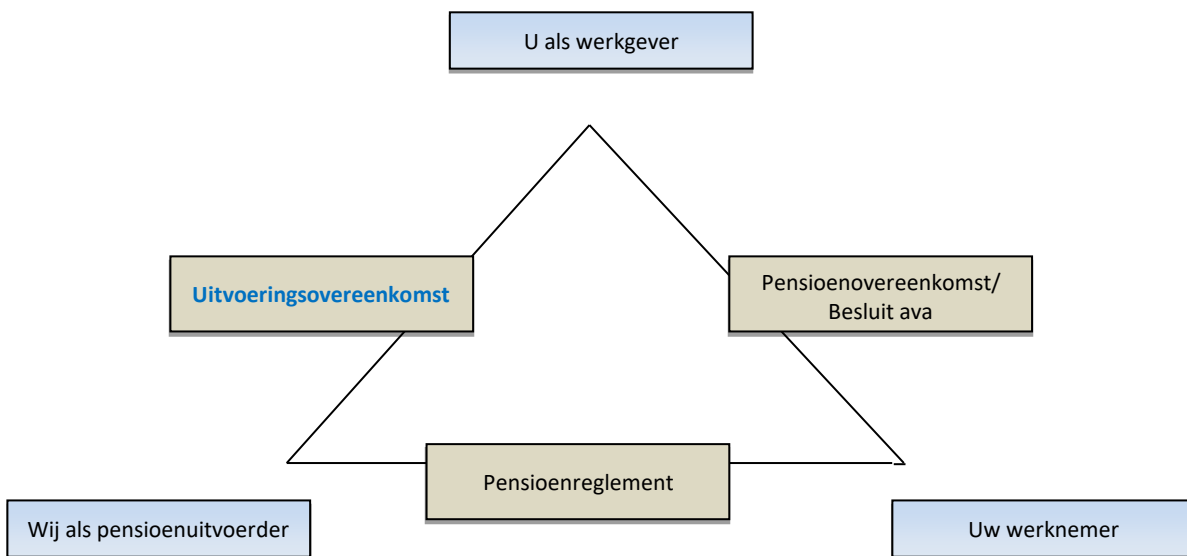 U als werkgever
Uitvoeringsovereenkomst
Pensioenovereenkomst/
Besluit ava
Pensioenreglement
Wij als pensioenuitvoerder
Uw werknemer